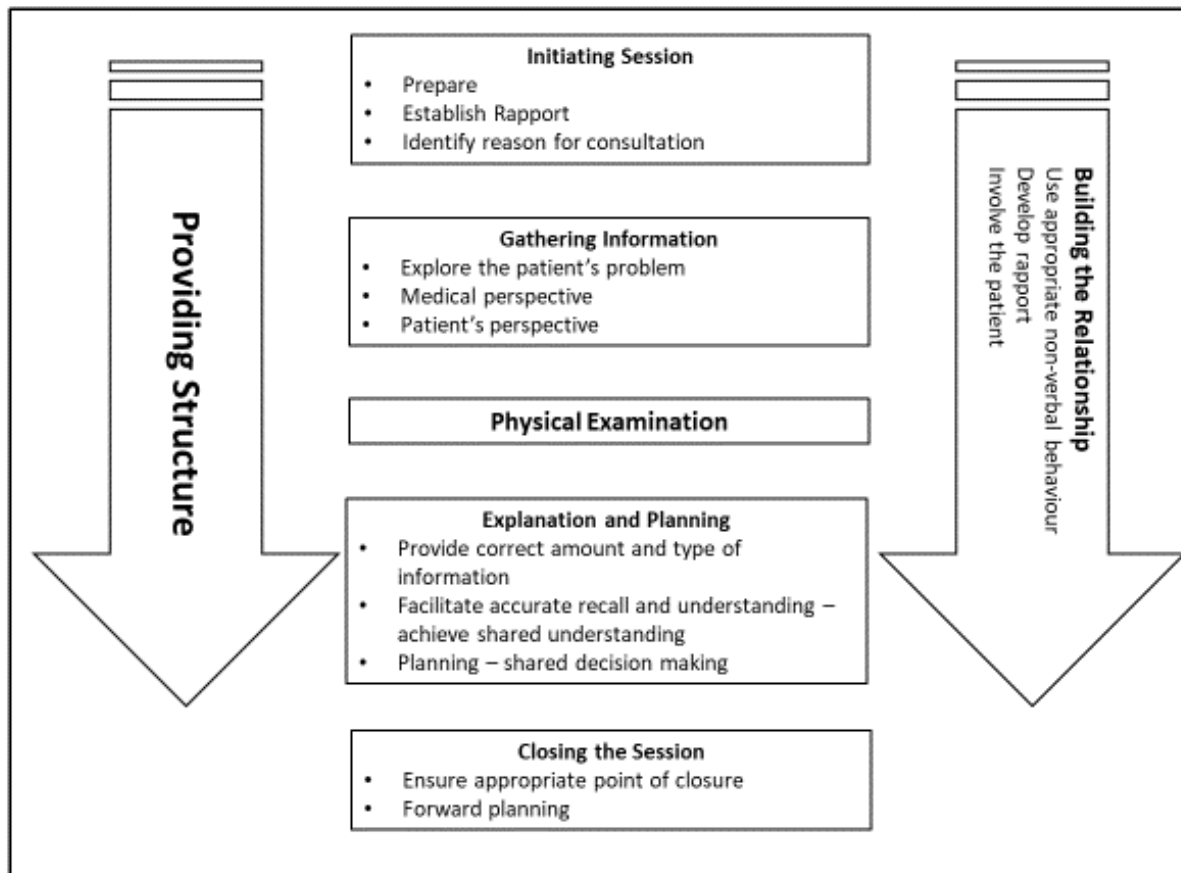 Initiating Session
• Prepare
• Establish Rapport
• Identify reason for consultation
Providing Structure
Gathering Information
• Explore the patient's problem
• Medical perspective
• Patient's perspective
Physical Examination
Explanation and Planning
• Provide correct amount and type of
information
• Facilitate accurate recall and understanding –
achieve shared understanding
• Planning – shared decision making
Closing the Session
• Ensure appropriate point of closure
• Forward planning
Building the Relationship
Use appropriate non-verbal behaviour
Develop rapport
Involve the patient